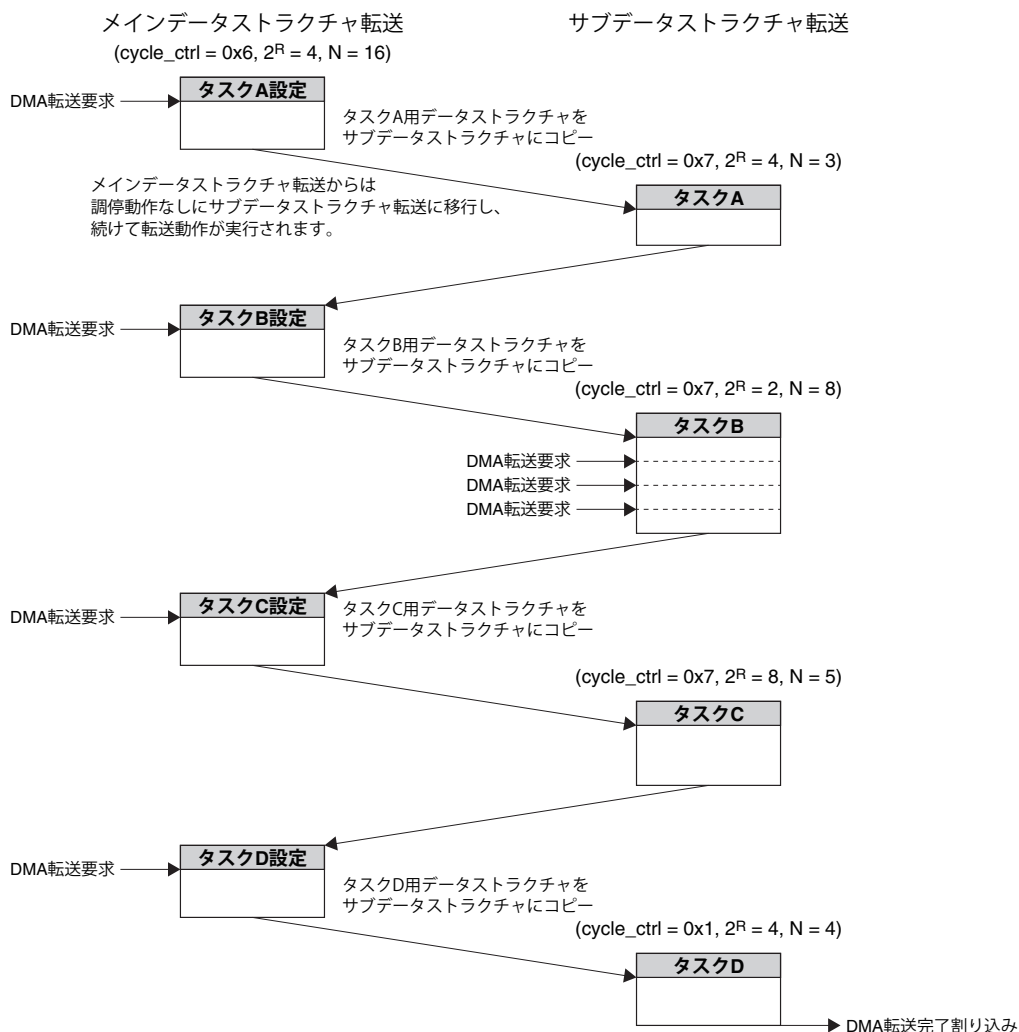 メインデータストラクチャ転送
(cycle_ctrl = 0x6, 2ᴿ = 4, N = 16)
サブデータストラクチャ転送
DMA転送要求
タスクA設定
タスクA用データストラクチャを
サブデータストラクチャにコピー
(cycle_ctrl = 0x7, 2ᴿ = 4, N = 3)
メインデータストラクチャ転送からは
調停動作なしにサブデータストラクチャ転送に移行し、
続けて転送動作が実行されます。
タスクA
DMA転送要求
タスクB設定
タスクB用データストラクチャを
サブデータストラクチャにコピー
(cycle_ctrl = 0x7, 2ᴿ = 2, N = 8)
タスクB
DMA転送要求
DMA転送要求
DMA転送要求
DMA転送要求
タスクC設定
タスクC用データストラクチャを
サブデータストラクチャにコピー
(cycle_ctrl = 0x7, 2ᴿ = 8, N = 5)
タスクC
DMA転送要求
タスクD設定
タスクD用データストラクチャを
サブデータストラクチャにコピー
(cycle_ctrl = 0x1, 2ᴿ = 4, N = 4)
タスクD
DMA転送完了割り込み